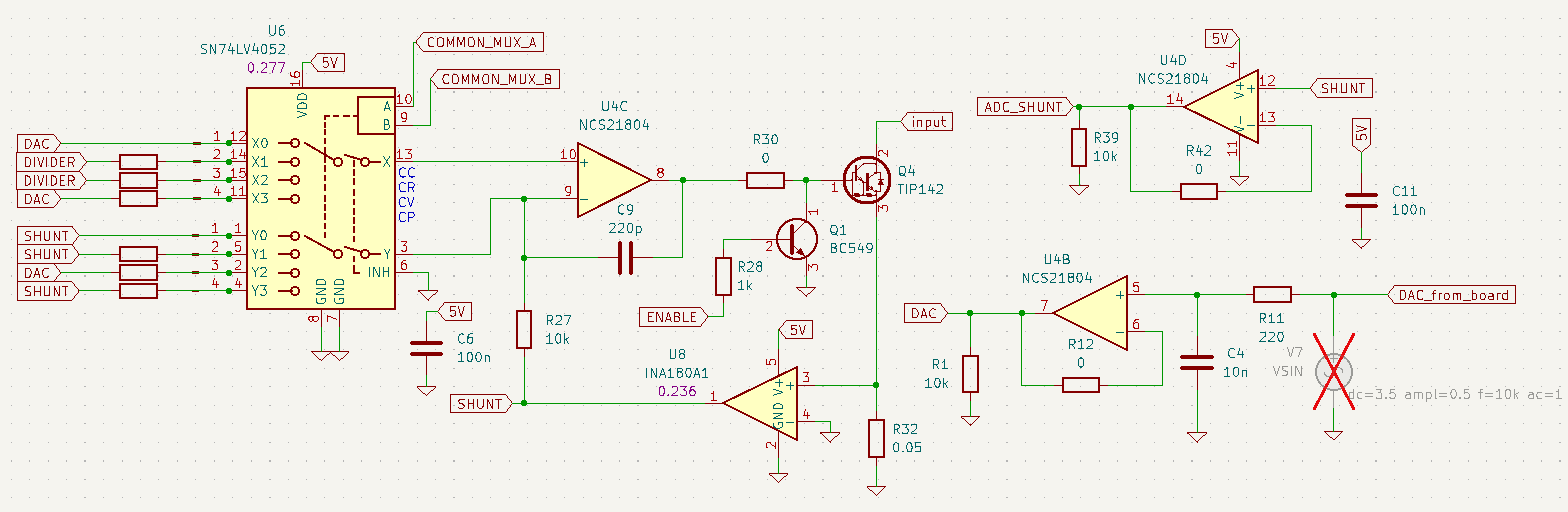 U6
SN74LV4052
0.277
5V
16
VDD
COMMON_MUX_A
COMMON_MUX_B
A
B
10
9
DAC
1
12
X0
DIVIDER
2
14
X1
X
13
DIVIDER
3
15
X2
DAC
4
11
X3
CC
CR
CV
CP
SHUNT
1
1
Y0
SHUNT
2
5
Y1
Y
3
DAC
3
2
Y2
INH
6
SHUNT
4
4
Y3
GND
GND
8
7
5V
C6
100n
U4C
NCS21804
10
+
9
−
8
C9
220p
R30
0
input
2
1
3
Q4
TIP142
1
2
3
Q1
BC549
R28
1k
ENABLE
R27
10k
SHUNT
U8
INA180A1
0.236
5V
5
V+
GND
+
−
1
3
4
2
R32
0.05
5V
U4D
NCS21804
4
V+
V-
+
−
12
SHUNT
13
14
11
ADC_SHUNT
R39
10k
R42
0
5V
C11
100n
U4B
NCS21804
5
+
6
−
7
DAC
R1
10k
R12
0
C4
10n
R11
220
DAC_from_board
V7
VSIN
dc=3.5 ampl=0.5 f=10k ac=1